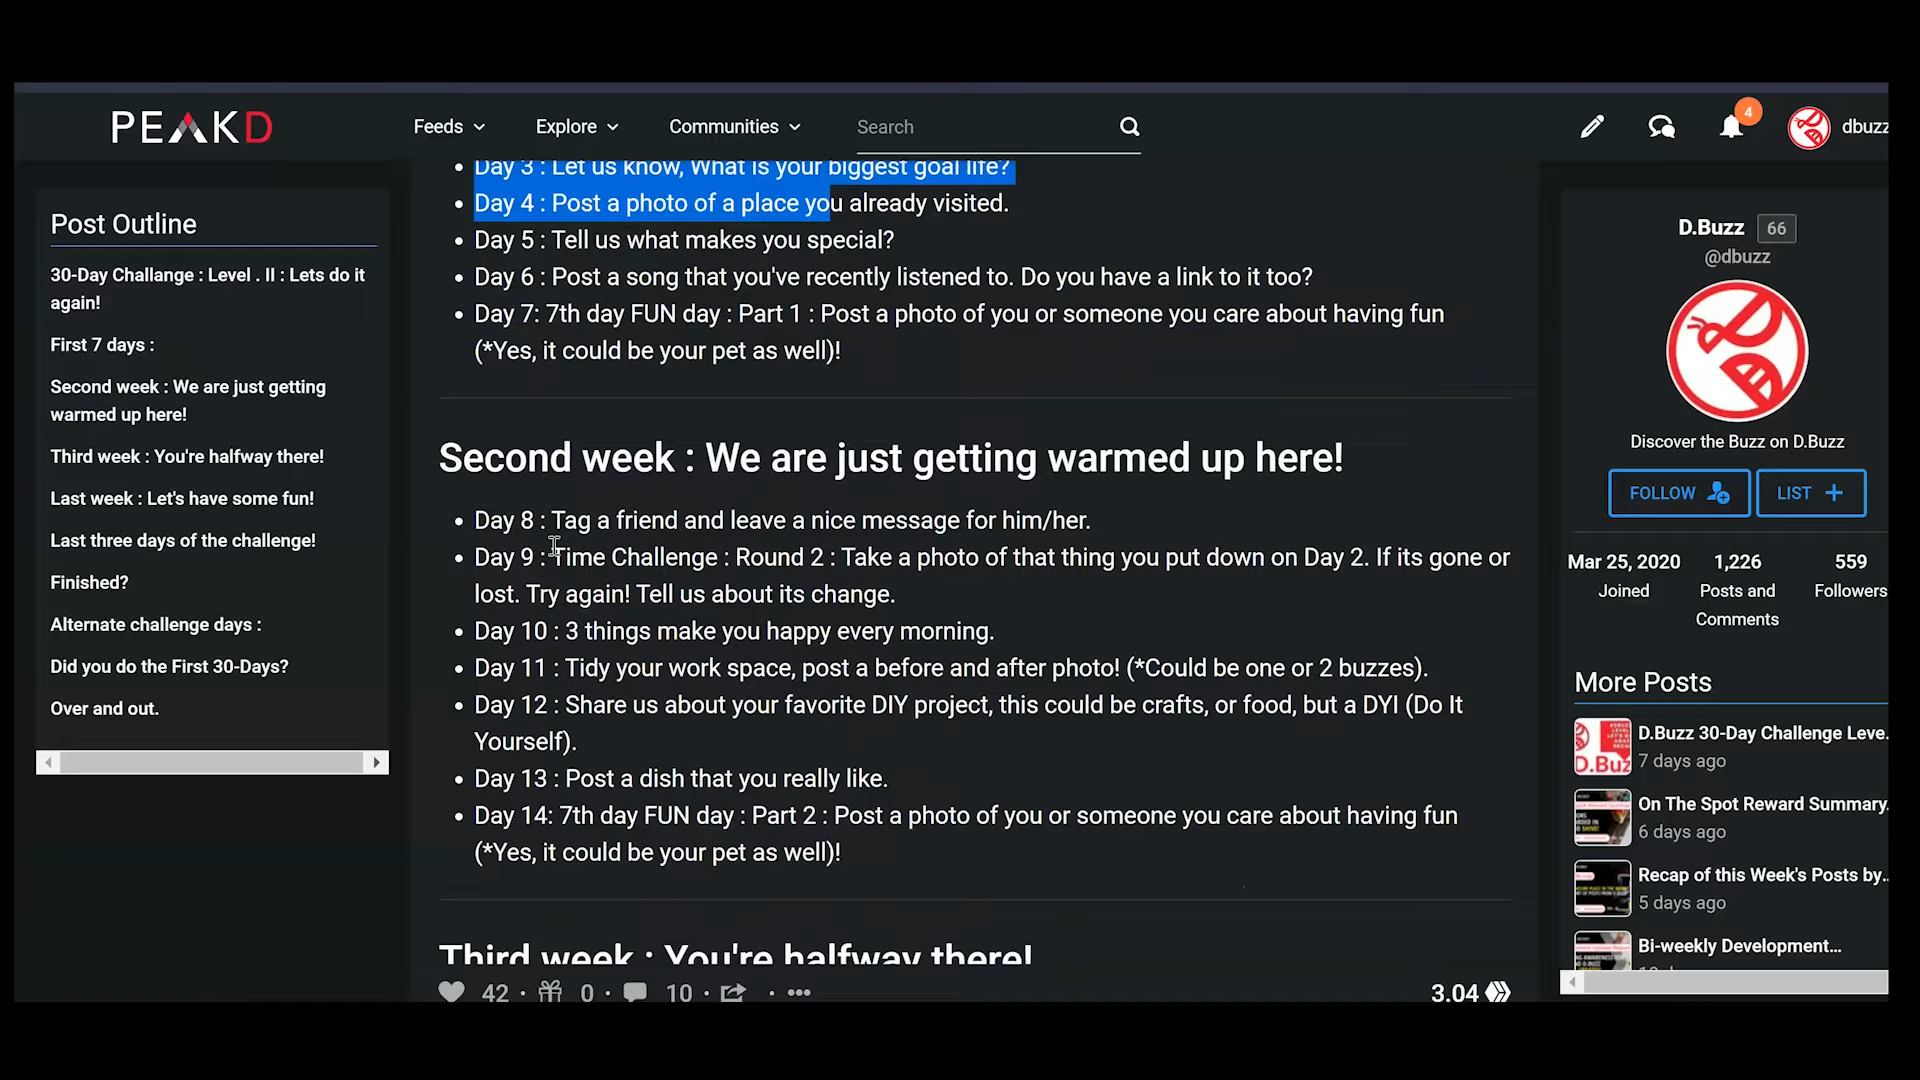 PEAKD
Feeds
Explore
Communities
Search
4
dbuzz
Post Outline
30-Day Challange : Level . II : Lets do it
again!
First 7 days :
Second week : We are just getting
warmed up here!
Third week : You're halfway there!
Last week : Let's have some fun!
Last three days of the challenge!
Finished?
Alternate challenge days :
Did you do the First 30-Days?
Over and out.
Day 3 : Let us know, What is your biggest goal life?
Day 4 : Post a photo of a place you already visited.
Day 5 : Tell us what makes you special?
Day 6 : Post a song that you've recently listened to. Do you have a link to it too?
Day 7: 7th day FUN day : Part 1 : Post a photo of you or someone you care about having fun
(*Yes, it could be your pet as well)!
Second week : We are just getting warmed up here!
Day 8 : Tag a friend and leave a nice message for him/her.
Day 9 : Time Challenge : Round 2 : Take a photo of that thing you put down on Day 2. If its gone or
lost. Try again! Tell us about its change.
Day 10 : 3 things make you happy every morning.
Day 11 : Tidy your work space, post a before and after photo! (*Could be one or 2 buzzes).
Day 12 : Share us about your favorite DIY project, this could be crafts, or food, but a DYI (Do It
Yourself).
Day 13 : Post a dish that you really like.
Day 14: 7th day FUN day : Part 2 : Post a photo of you or someone you care about having fun
(*Yes, it could be your pet as well)!
Third week : You're halfway there!
42 · 0 · 10 · · •••
3.04
D.Buzz 66
@dbuzz
Discover the Buzz on D.Buzz
FOLLOW
LIST +
Mar 25, 2020
Joined
1,226
Posts and
Comments
559
Followers
More Posts
D.Buzz 30-Day Challenge Leve.
7 days ago
On The Spot Reward Summary.
6 days ago
Recap of this Week's Posts by..
5 days ago
Bi-weekly Development...